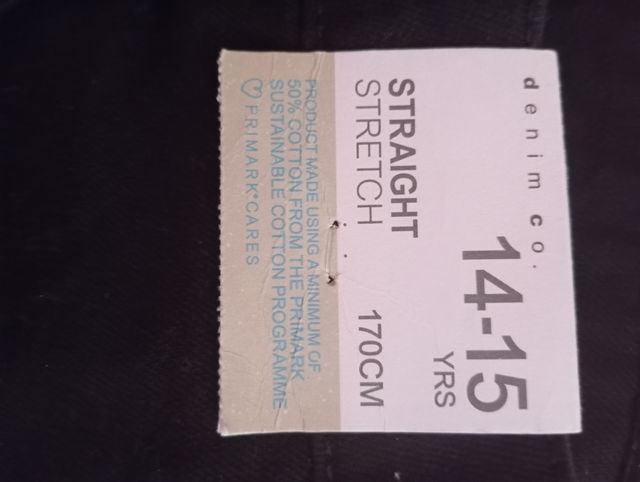 denim co.
14-15
YRS
STRAIGHT
STRETCH
170CM
PRODUCT MADE USING A MINIMUM OF
50% COTTON FROM THE PRIMARK
SUSTAINABLE COTTON PROGRAMME
PRIMARK CARES